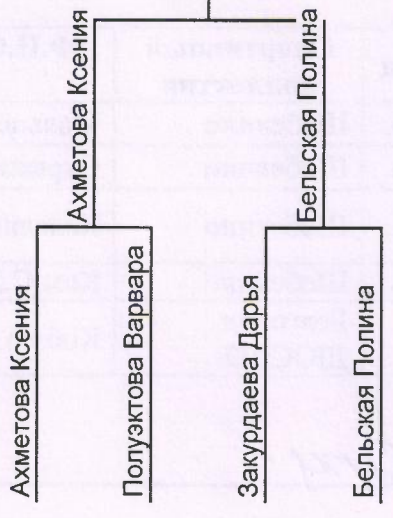 Ахметова Ксения
Полуэктова Варвара
Закурдаева Дарья
Бельская Полина
Ахметова Ксения
Бельская Полина